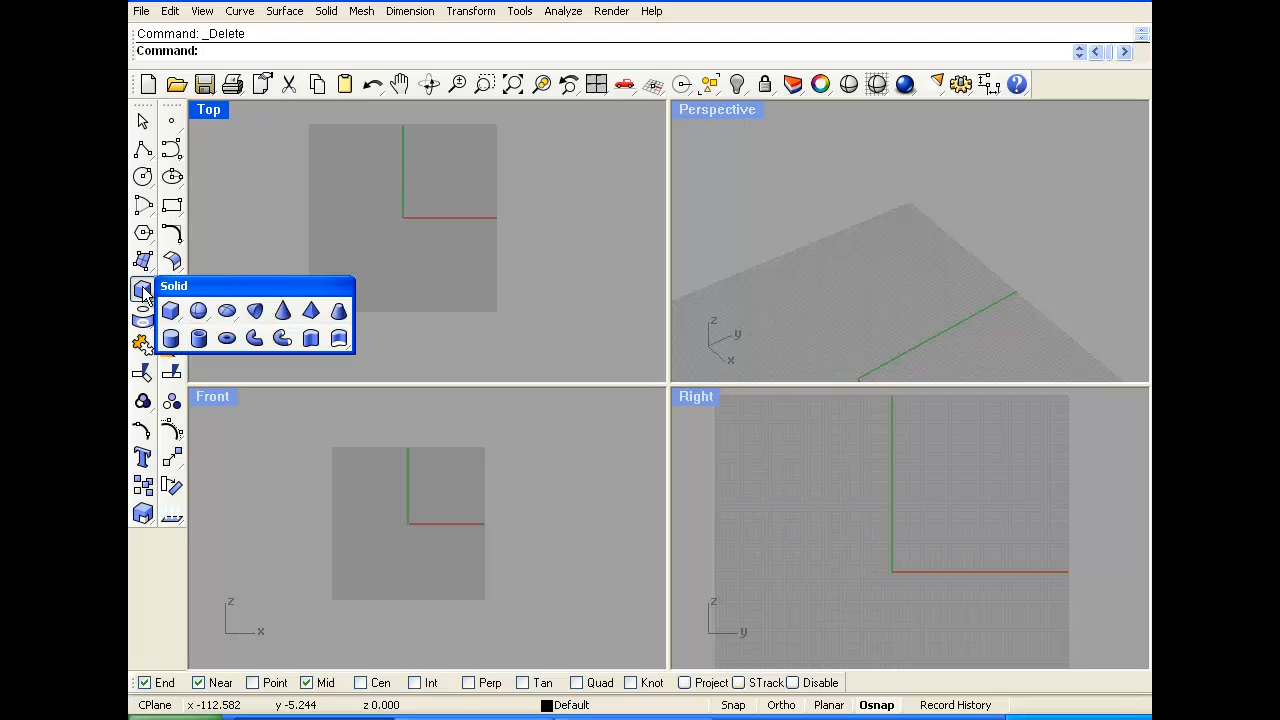 File Edit View Curve Surface Solid Mesh Dimension Transform Tools Analyze Render Help
Command: _Delete
Command:
Top
Perspective
Solid
z
y
x
Front
Right
z
x
z
y
End Near Point Mid Cen Int Perp Tan Quad Knot Project STrack Disable
CPlane x -112.582 y -5.244 z 0.000 Default Snap Ortho Planar Osnap Record History